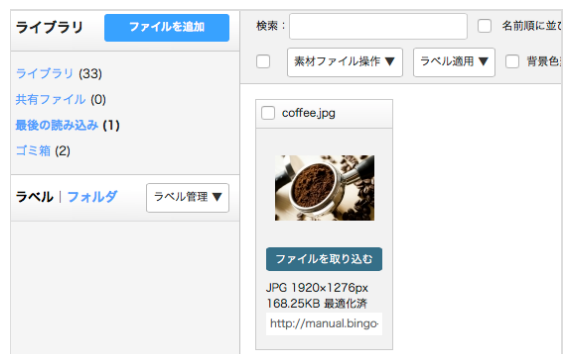 ライブラリ ファイルを追加
ライブラリ (33)
共有ファイル (0)
最後の読み込み (1)
ゴミ箱 (2)
ラベル｜フォルダ ラベル管理 ▼
検索： 名前順に並
素材ファイル操作 ▼ ラベル適用 ▼ 背景色
coffee.jpg
ファイルを取り込む
JPG 1920×1276px
168.25KB 最適化済
http://manual.bingo